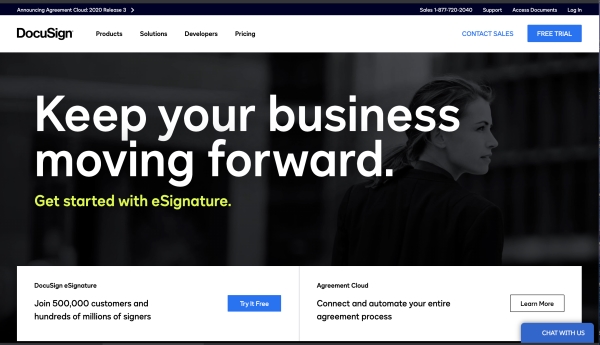 Announcing Agreement Cloud: 2020 Release 3
Sales 1-877-720-2040 Support Access Documents Log In
DocuSign Products Solutions Developers Pricing CONTACT SALES FREE TRIAL
Keep your business
moving forward.
Get started with eSignature.
DocuSign eSignature
Join 500,000 customers and
hundreds of millions of signers
Try It Free
Agreement Cloud
Connect and automate your entire
agreement process
Learn More
CHAT WITH US